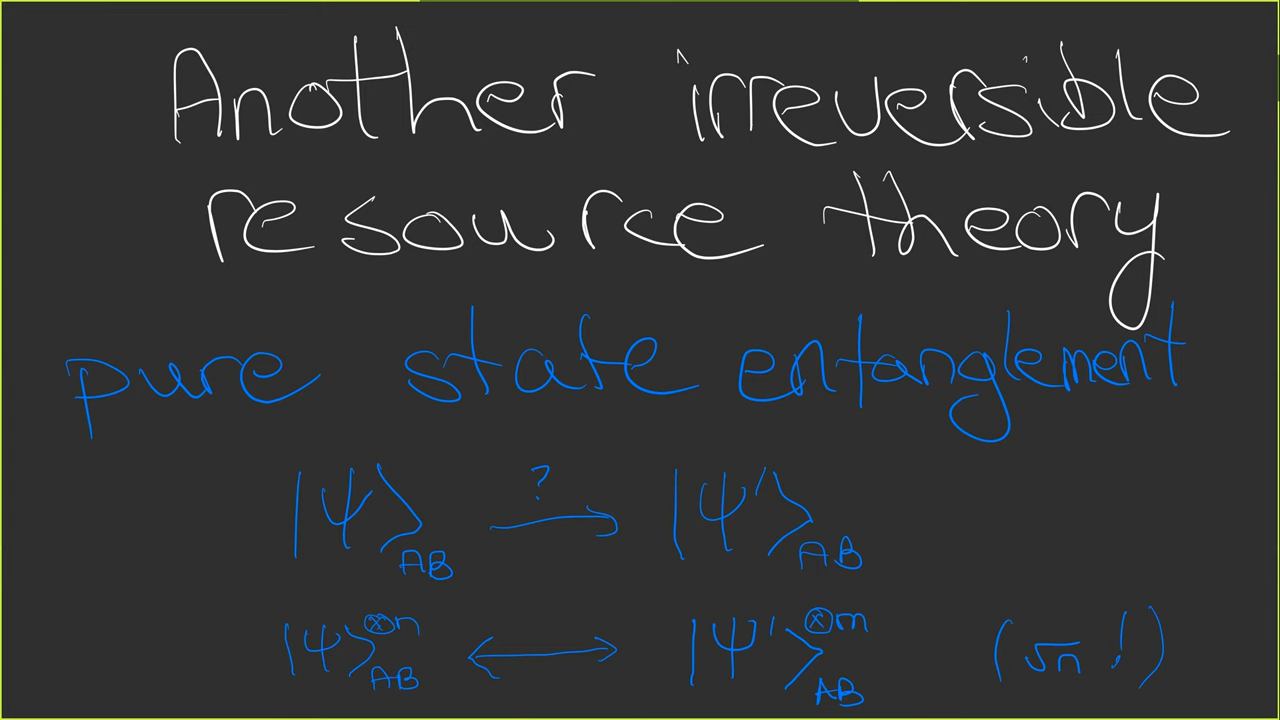 Another irreversible
resource theory
pure state entanglement
|ψ⟩_AB ?→ |ψ'⟩_AB
|ψ⟩_AB^⊗n ↔ |ψ'⟩_AB^⊗m (√n!)